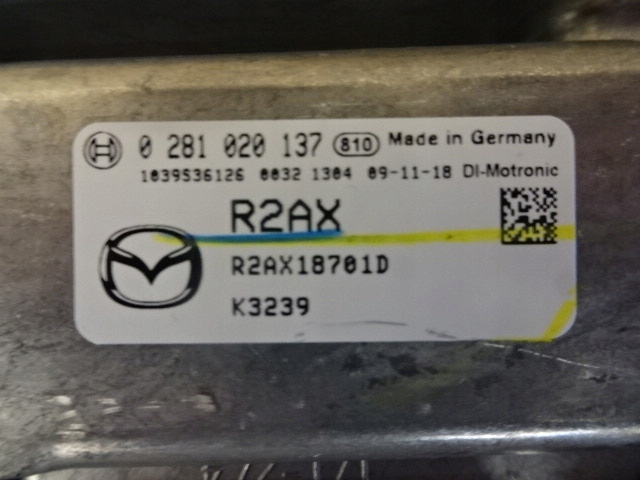 0 281 020 137 810 Made in Germany
1039S36126 0032 1304 09-11-18 DI-Motronic
R2AX
R2AX18701D
K3239